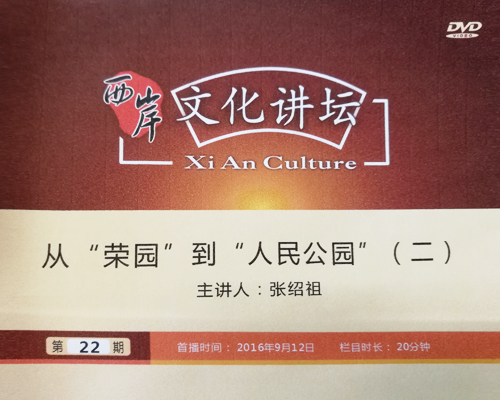 DVD
VIDEO
西岸
文化讲坛
Xi An Culture
从“荣园”到“人民公园”（二）
主讲人：张绍祖
第 22 期 首播时间： 2016年9月12日 栏目时长： 20分钟